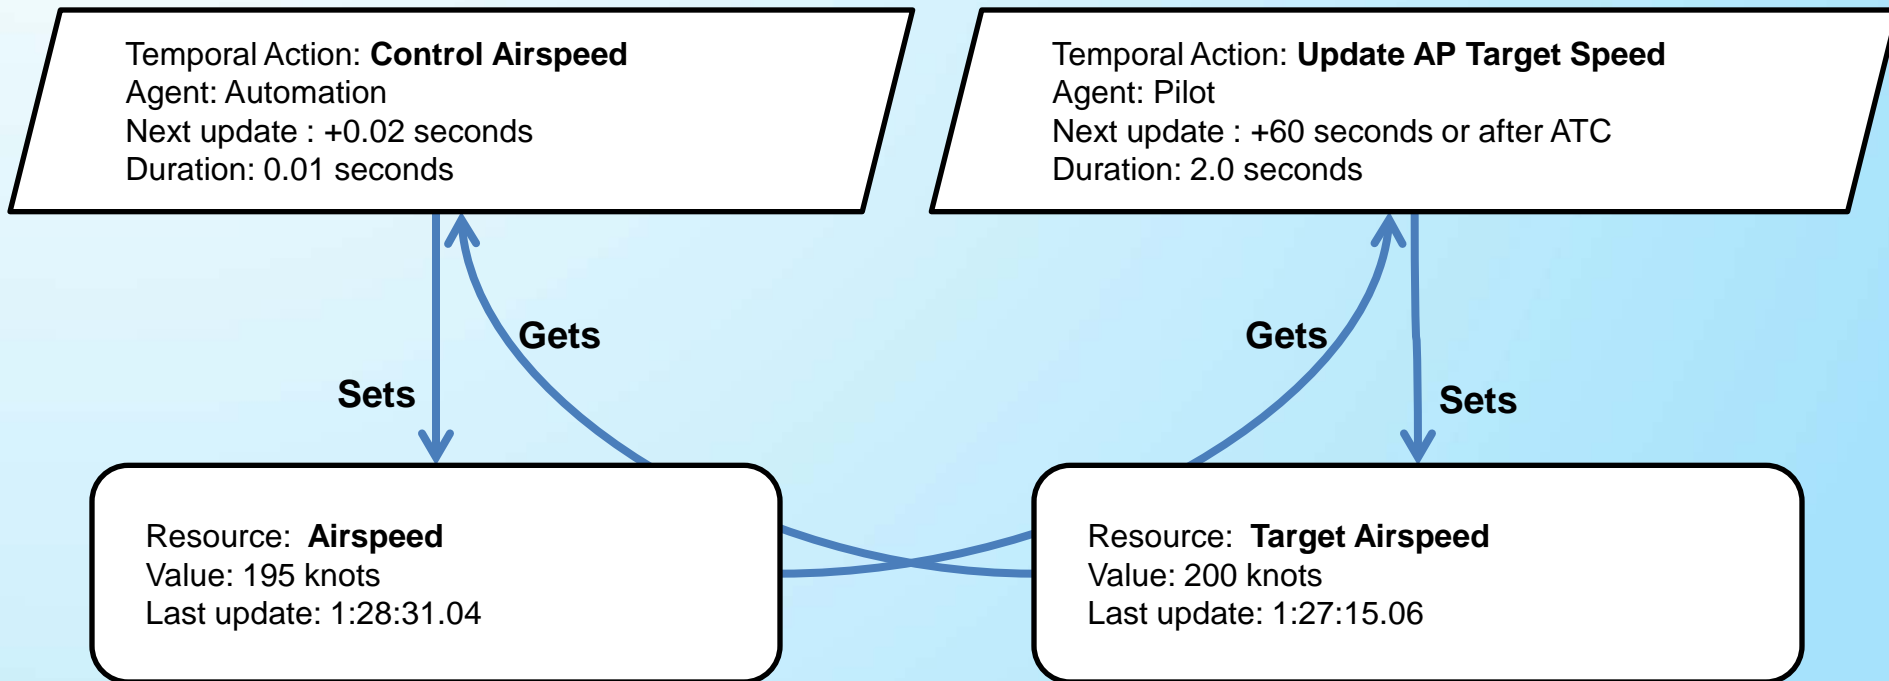 Temporal Action: Control Airspeed
Agent: Automation
Next update : +0.02 seconds
Duration: 0.01 seconds
Temporal Action: Update AP Target Speed
Agent: Pilot
Next update : +60 seconds or after ATC
Duration: 2.0 seconds
Gets
Gets
Sets
Sets
Resource: Airspeed
Value: 195 knots
Last update: 1:28:31.04
Resource: Target Airspeed
Value: 200 knots
Last update: 1:27:15.06